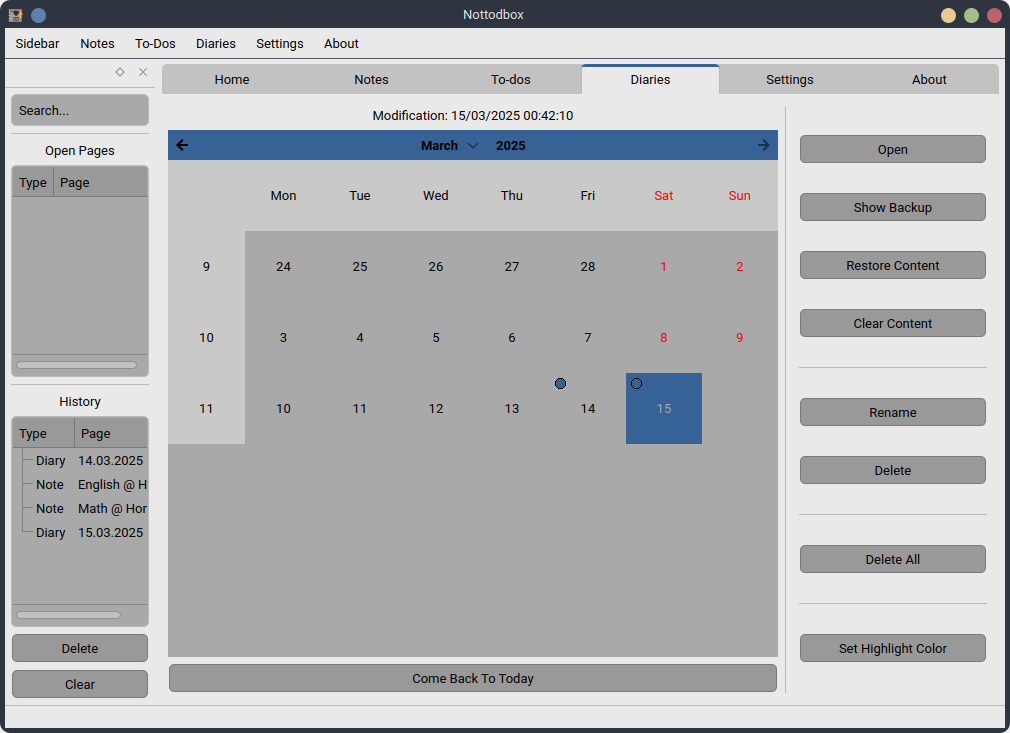 Nottodbox
Sidebar Notes To-Dos Diaries Settings About
Search...
Open Pages
Type Page
History
Type Page
Diary 14.03.2025
Note English @ H
Note Math @ Hor
Diary 15.03.2025
Delete
Clear
Home Notes To-dos Diaries Settings About
Modification: 15/03/2025 00:42:10
March 2025
Mon Tue Wed Thu Fri Sat Sun
9 24 25 26 27 28 1 2
10 3 4 5 6 7 8 9
11 10 11 12 13 14 15
Come Back To Today
Open
Show Backup
Restore Content
Clear Content
Rename
Delete
Delete All
Set Highlight Color